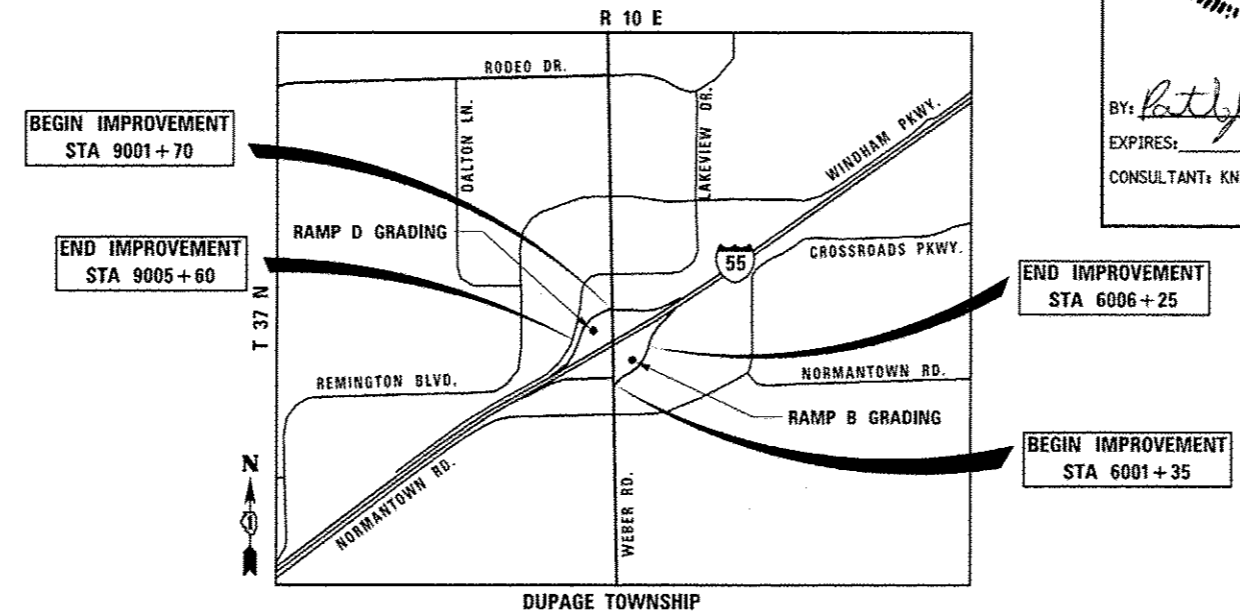 R 10 E
RODEO DR.
BEGIN IMPROVEMENT
STA 9001+70
DALTON LN.
LAKEVIEW DR.
WINDHAM PKWY.
BY:
EXPIRES:
CONSULTANT: KN
RAMP D GRADING
END IMPROVEMENT
STA 9005+60
55
CROSSROADS PKWY.
END IMPROVEMENT
STA 6006+25
T 37 N
REMINGTON BLVD.
NORMANTOWN RD.
RAMP B GRADING
BEGIN IMPROVEMENT
STA 6001+35
N
NORMANTOWN RD.
WEBER RD.
DUPAGE TOWNSHIP